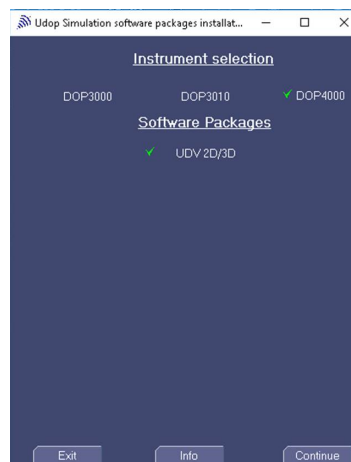 Udop Simulation software packages installat...
Instrument selection
DOP3000 DOP3010 DOP4000
Software Packages
UDV 2D/3D
Exit Info Continue